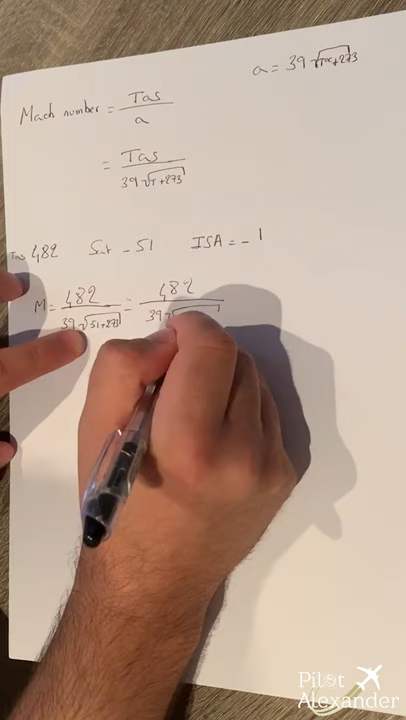 a = 39 √T°c+273
Mach number = Tas / a
= Tas / 39 √T+273
Tas 482 Sat - 51 ISA = - 1
M = 482 / 39 √51+273 = 482 / 39 √
Pilot
Alexander